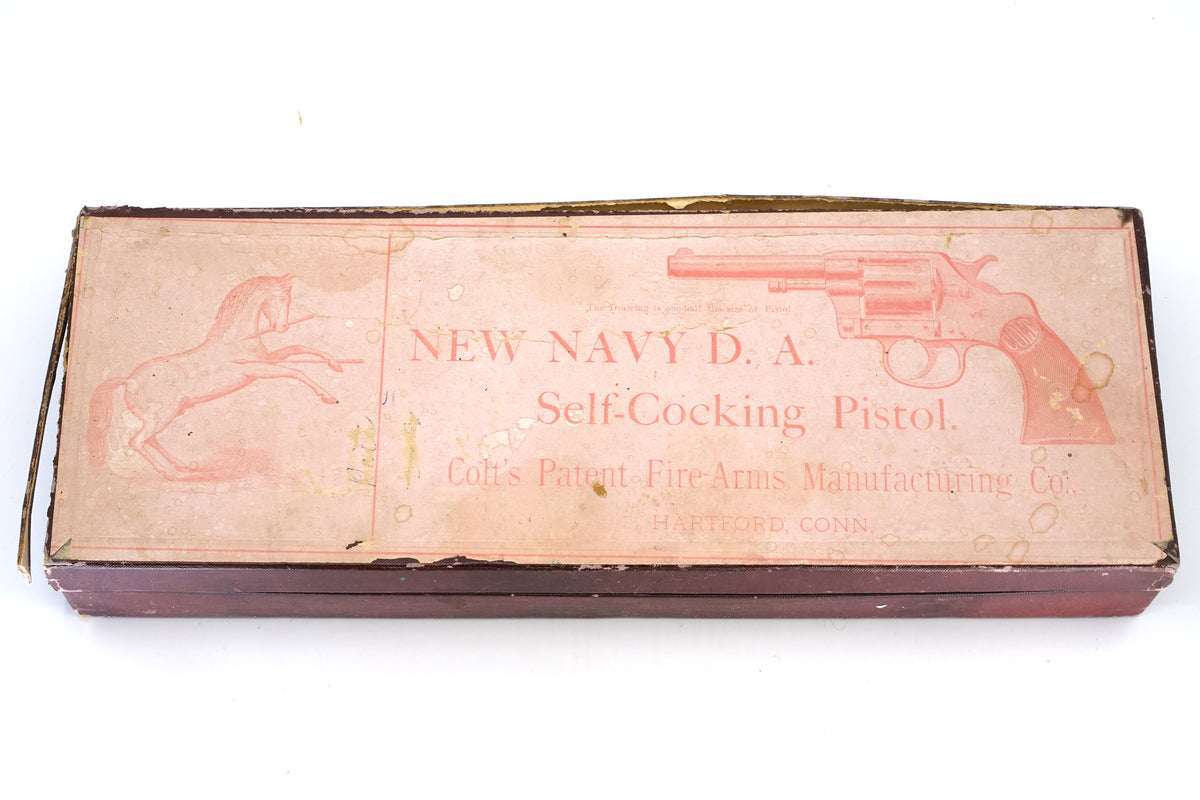 The Drawing is one-half the size of Pistol.
NEW NAVY D. A.
Self-Cocking Pistol.
Colt's Patent Fire-Arms Manufacturing Co.,
HARTFORD, CONN.
COLT